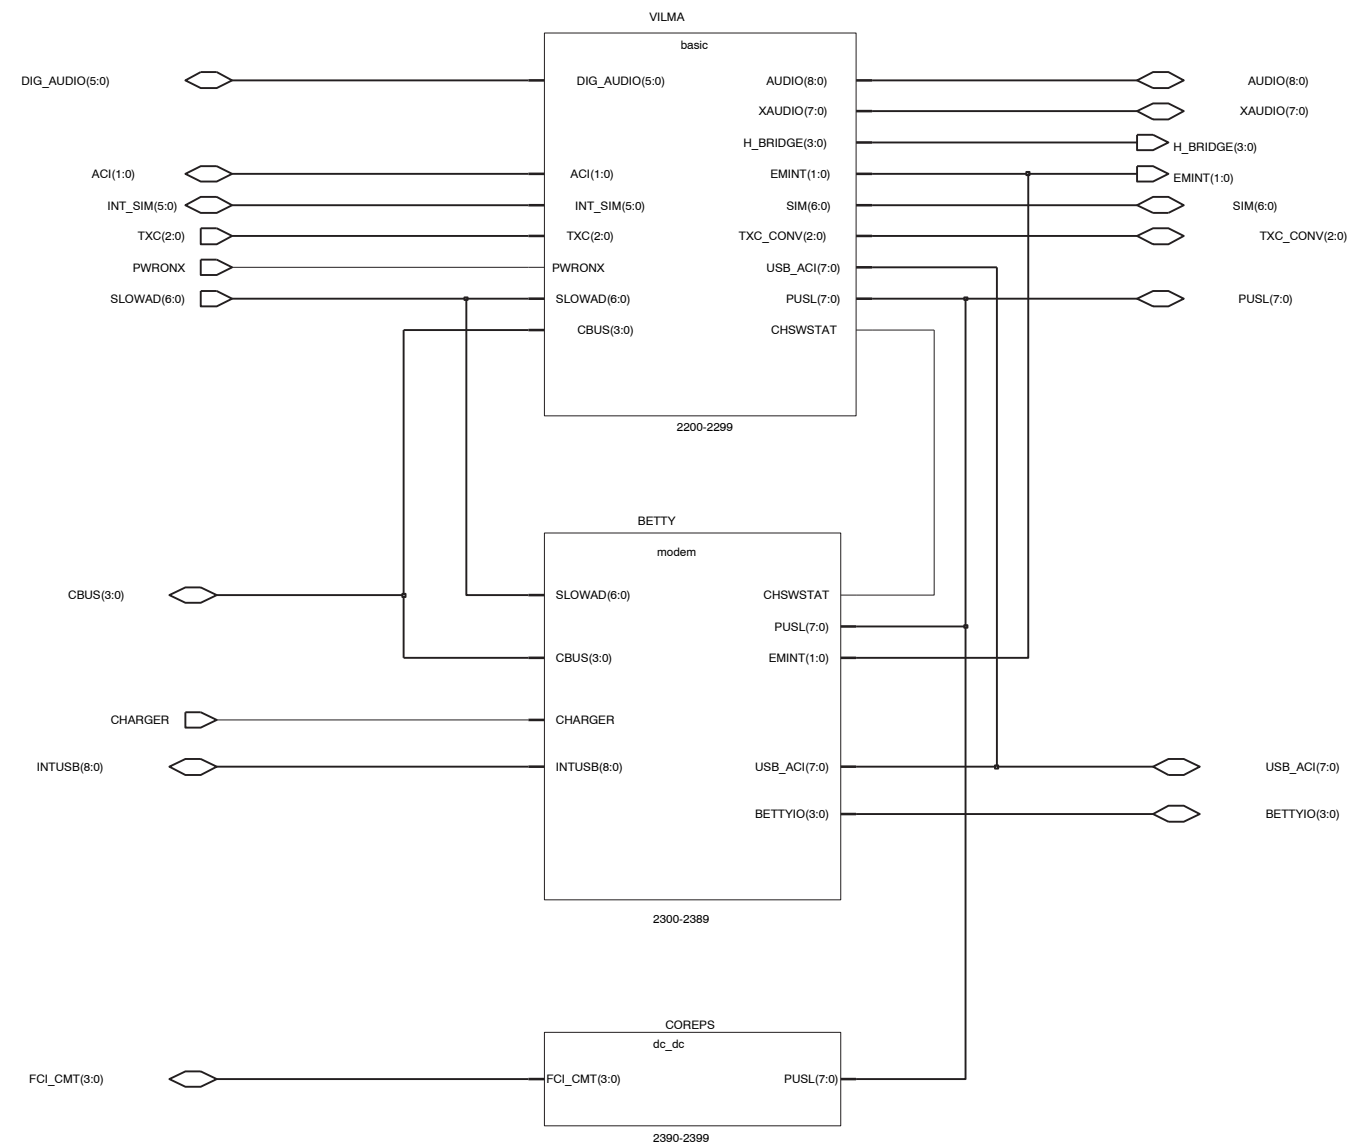 VILMA
basic
DIG_AUDIO(5:0) DIG_AUDIO(5:0) AUDIO(8:0) AUDIO(8:0)
XAUDIO(7:0) XAUDIO(7:0)
H_BRIDGE(3:0) H_BRIDGE(3:0)
ACI(1:0) ACI(1:0) EMINT(1:0) EMINT(1:0)
INT_SIM(5:0) INT_SIM(5:0) SIM(6:0) SIM(6:0)
TXC(2:0) TXC(2:0) TXC_CONV(2:0) TXC_CONV(2:0)
PWRONX PWRONX USB_ACI(7:0)
SLOWAD(6:0) SLOWAD(6:0) PUSL(7:0) PUSL(7:0)
CBUS(3:0) CHSWSTAT
2200-2299
BETTY
modem
CBUS(3:0) SLOWAD(6:0) CHSWSTAT
PUSL(7:0)
CBUS(3:0) EMINT(1:0)
CHARGER CHARGER
INTUSB(8:0) INTUSB(8:0) USB_ACI(7:0) USB_ACI(7:0)
BETTYIO(3:0) BETTYIO(3:0)
2300-2389
COREPS
dc_dc
FCI_CMT(3:0) FCI_CMT(3:0) PUSL(7:0)
2390-2399